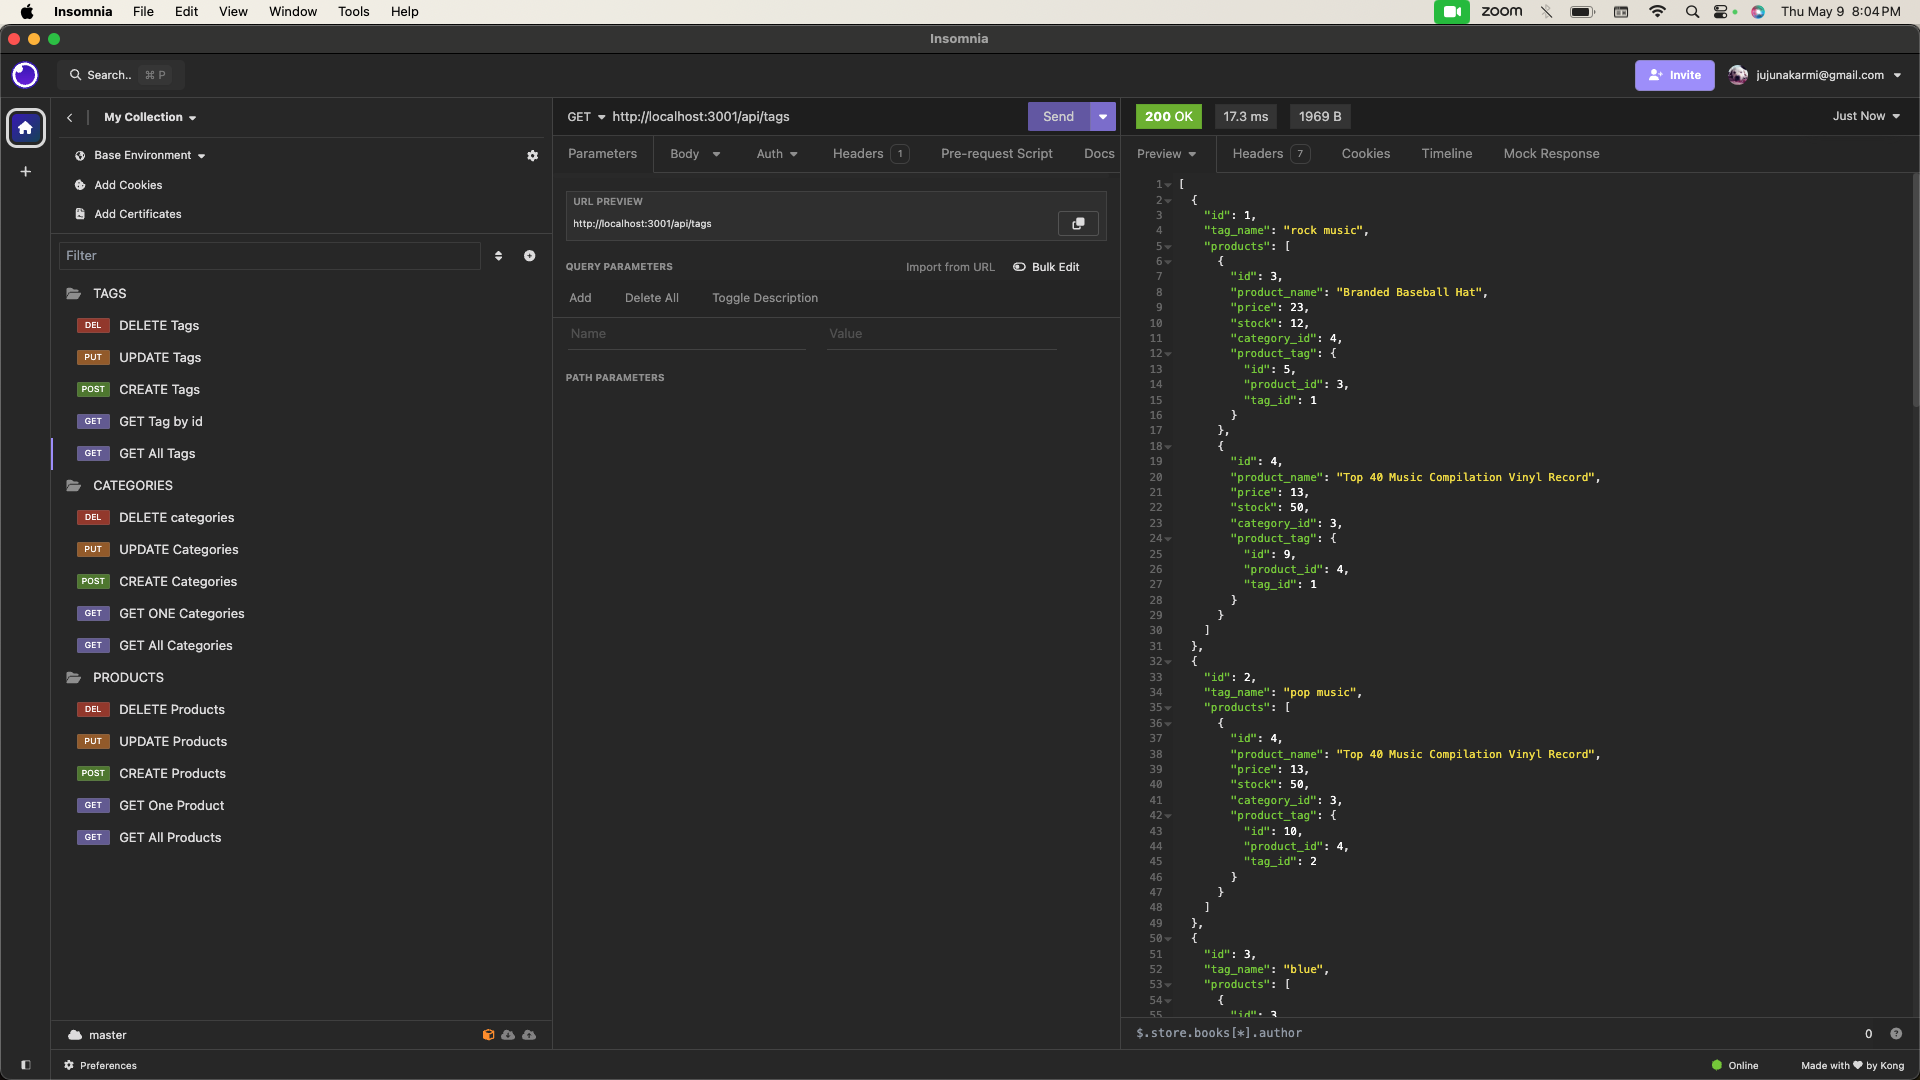 Insomnia File Edit View Window Tools Help zoom Thu May 9 8:04 PM
Insomnia
Search.. ⌘ P Invite jujunakarmi@gmail.com
My Collection
Base Environment
Add Cookies
Add Certificates
Filter
TAGS
DEL DELETE Tags
PUT UPDATE Tags
POST CREATE Tags
GET GET Tag by id
GET GET All Tags
CATEGORIES
DEL DELETE categories
PUT UPDATE Categories
POST CREATE Categories
GET GET ONE Categories
GET GET All Categories
PRODUCTS
DEL DELETE Products
PUT UPDATE Products
POST CREATE Products
GET GET One Product
GET GET All Products
master
Preferences
GET http://localhost:3001/api/tags Send
Parameters Body Auth Headers 1 Pre-request Script Docs
URL PREVIEW
http://localhost:3001/api/tags
QUERY PARAMETERS Import from URL Bulk Edit
Add Delete All Toggle Description
Name Value
PATH PARAMETERS
200 OK 17.3 ms 1969 B Just Now
Preview Headers 7 Cookies Timeline Mock Response
1 [
2 {
3 "id": 1,
4 "tag_name": "rock music",
5 "products": [
6 {
7 "id": 3,
8 "product_name": "Branded Baseball Hat",
9 "price": 23,
10 "stock": 12,
11 "category_id": 4,
12 "product_tag": {
13 "id": 5,
14 "product_id": 3,
15 "tag_id": 1
16 }
17 },
18 {
19 "id": 4,
20 "product_name": "Top 40 Music Compilation Vinyl Record",
21 "price": 13,
22 "stock": 50,
23 "category_id": 3,
24 "product_tag": {
25 "id": 9,
26 "product_id": 4,
27 "tag_id": 1
28 }
29 }
30 ]
31 },
32 {
33 "id": 2,
34 "tag_name": "pop music",
35 "products": [
36 {
37 "id": 4,
38 "product_name": "Top 40 Music Compilation Vinyl Record",
39 "price": 13,
40 "stock": 50,
41 "category_id": 3,
42 "product_tag": {
43 "id": 10,
44 "product_id": 4,
45 "tag_id": 2
46 }
47 }
48 ]
49 },
50 {
51 "id": 3,
52 "tag_name": "blue",
53 "products": [
54 {
55 "id": 3
$.store.books[*].author 0
Online Made with ♥ by Kong